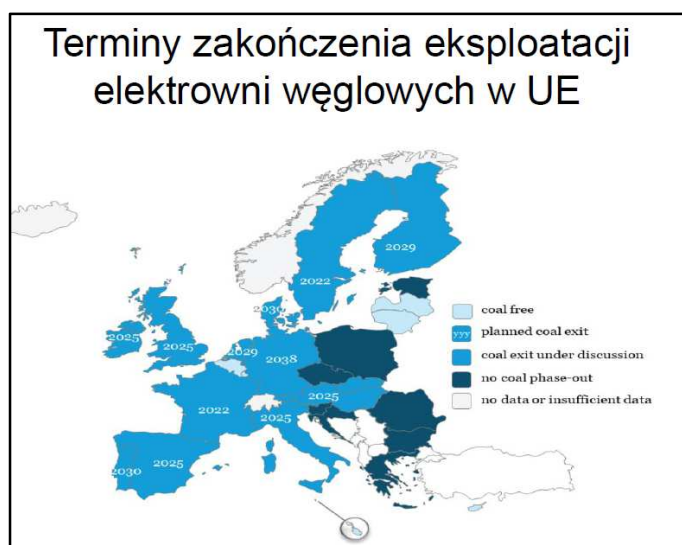 Terminy zakończenia eksploatacji
elektrowni węglowych w UE
2029
2022
2030
2025
2025
2029
2038
2025
2022
2025
2025
2030
coal free
yyyy planned coal exit
coal exit under discussion
no coal phase-out
no data or insufficient data